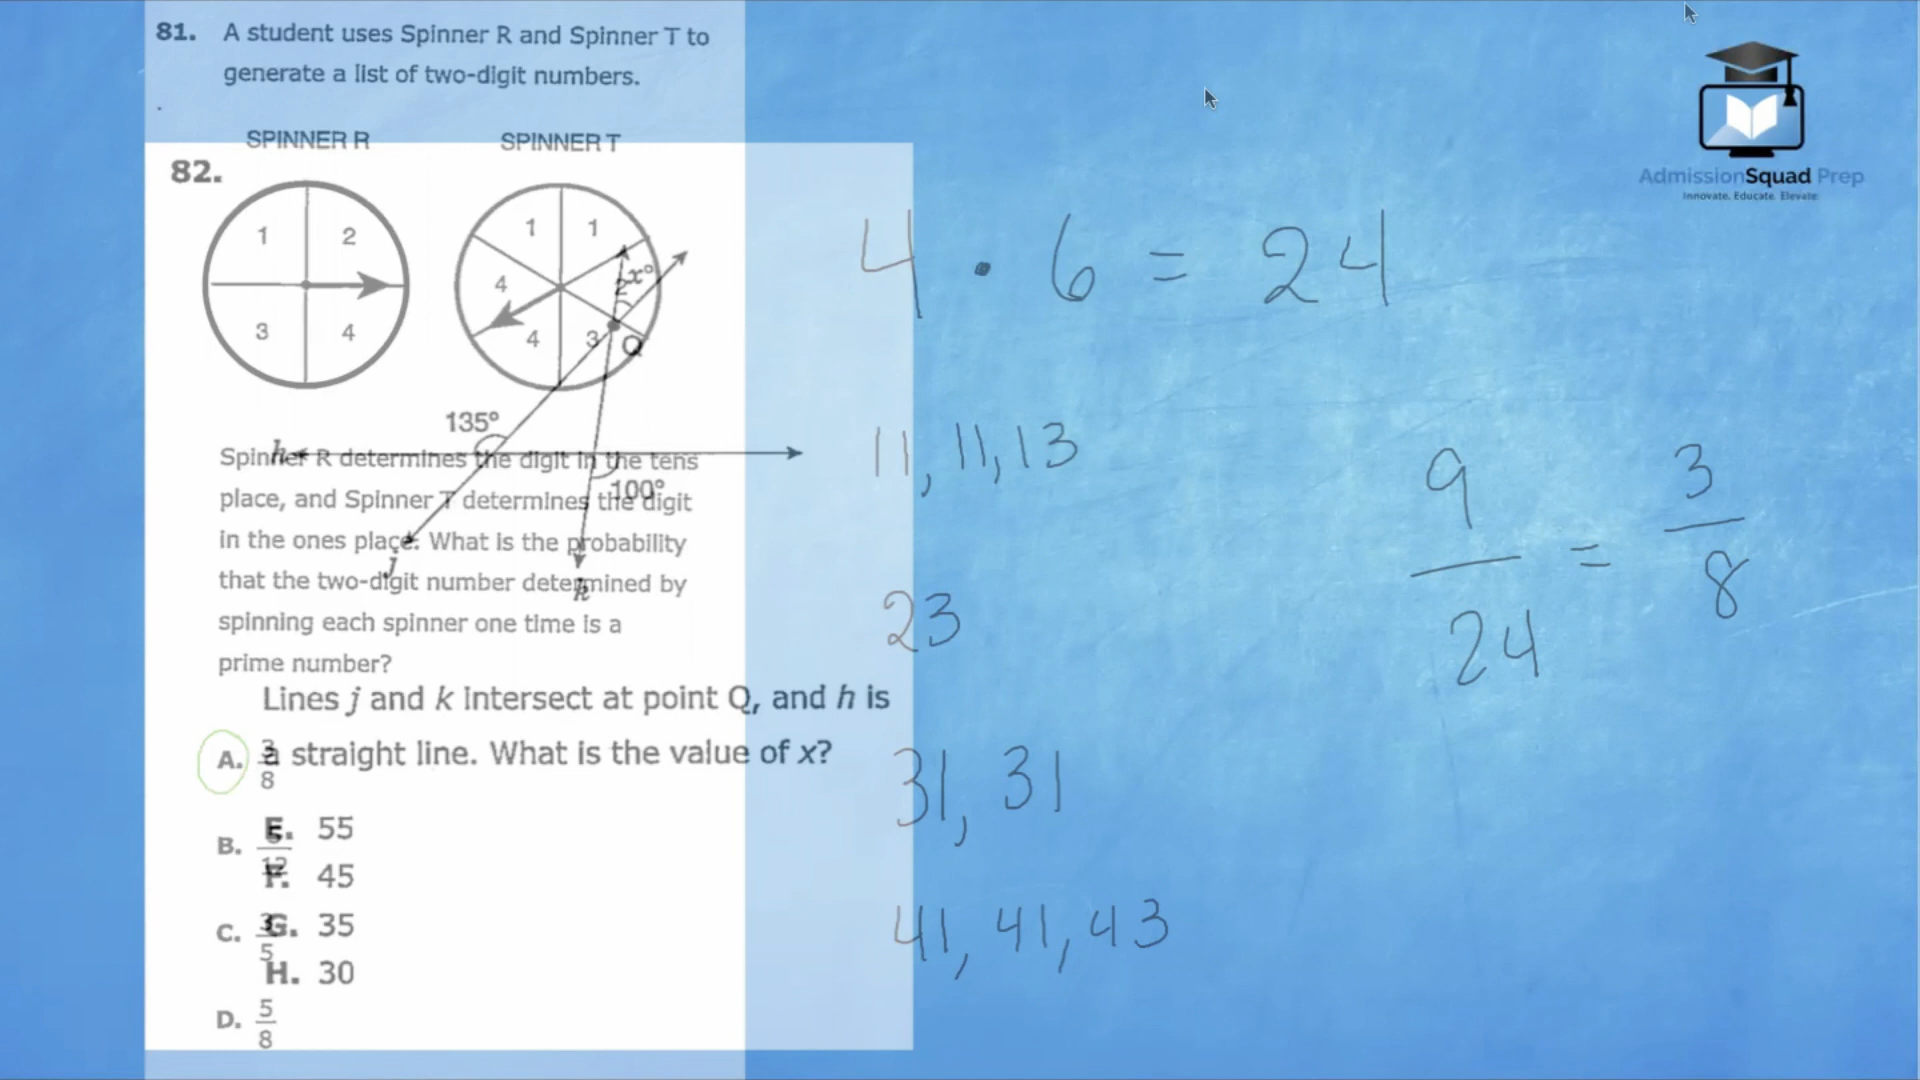 81. A student uses Spinner R and Spinner T to
generate a list of two-digit numbers.
SPINNER R
SPINNER T
82.
1
2
3
4
1
1
4
2
4
3
x°
Q
135°
h
100°
j
k
Spinner R determines the digit in the tens
place, and Spinner T determines the digit
in the ones place. What is the probability
that the two-digit number determined by
spinning each spinner one time is a
prime number?
Lines j and k intersect at point Q, and h is
a straight line. What is the value of x?
A. 3/8
B. 5/12
C. 3/5
D. 5/8
E. 55
F. 45
G. 35
H. 30
4 · 6 = 24
11, 11, 13
23
31, 31
41, 41, 43
9/24 = 3/8
AdmissionSquad Prep
Innovate. Educate. Elevate